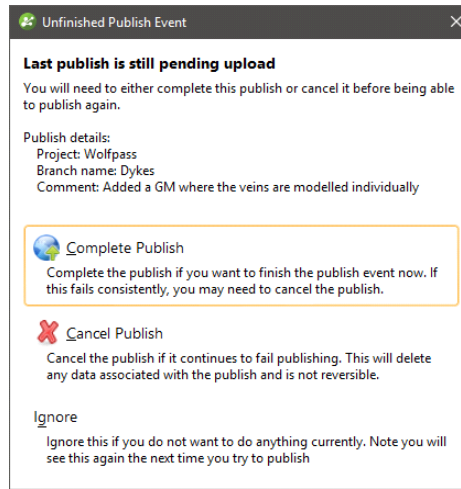 Unfinished Publish Event
Last publish is still pending upload
You will need to either complete this publish or cancel it before being able
to publish again.
Publish details:
Project: Wolfpass
Branch name: Dykes
Comment: Added a GM where the veins are modelled individually
Complete Publish
Complete the publish if you want to finish the publish event now. If
this fails consistently, you may need to cancel the publish.
Cancel Publish
Cancel the publish if it continues to fail publishing. This will delete
any data associated with the publish and is not reversible.
Ignore
Ignore this if you do not want to do anything currently. Note you will
see this again the next time you try to publish